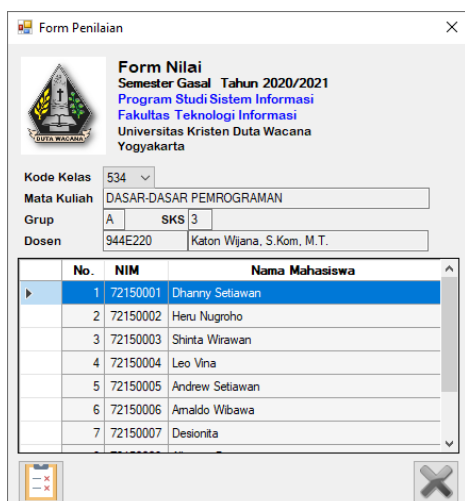 Form Penilaian
Form Nilai
Semester Gasal Tahun 2020/2021
Program Studi Sistem Informasi
Fakultas Teknologi Informasi
Universitas Kristen Duta Wacana
Yogyakarta
DUTA WACANA
Kode Kelas 534
Mata Kuliah DASAR-DASAR PEMROGRAMAN
Grup A SKS 3
Dosen 944E220 Katon Wijana, S.Kom, M.T.
No. NIM Nama Mahasiswa
1 72150001 Dhanny Setiawan
2 72150002 Heru Nugroho
3 72150003 Shinta Wirawan
4 72150004 Leo Vina
5 72150005 Andrew Setiawan
6 72150006 Arnaldo Wibawa
7 72150007 Desionita